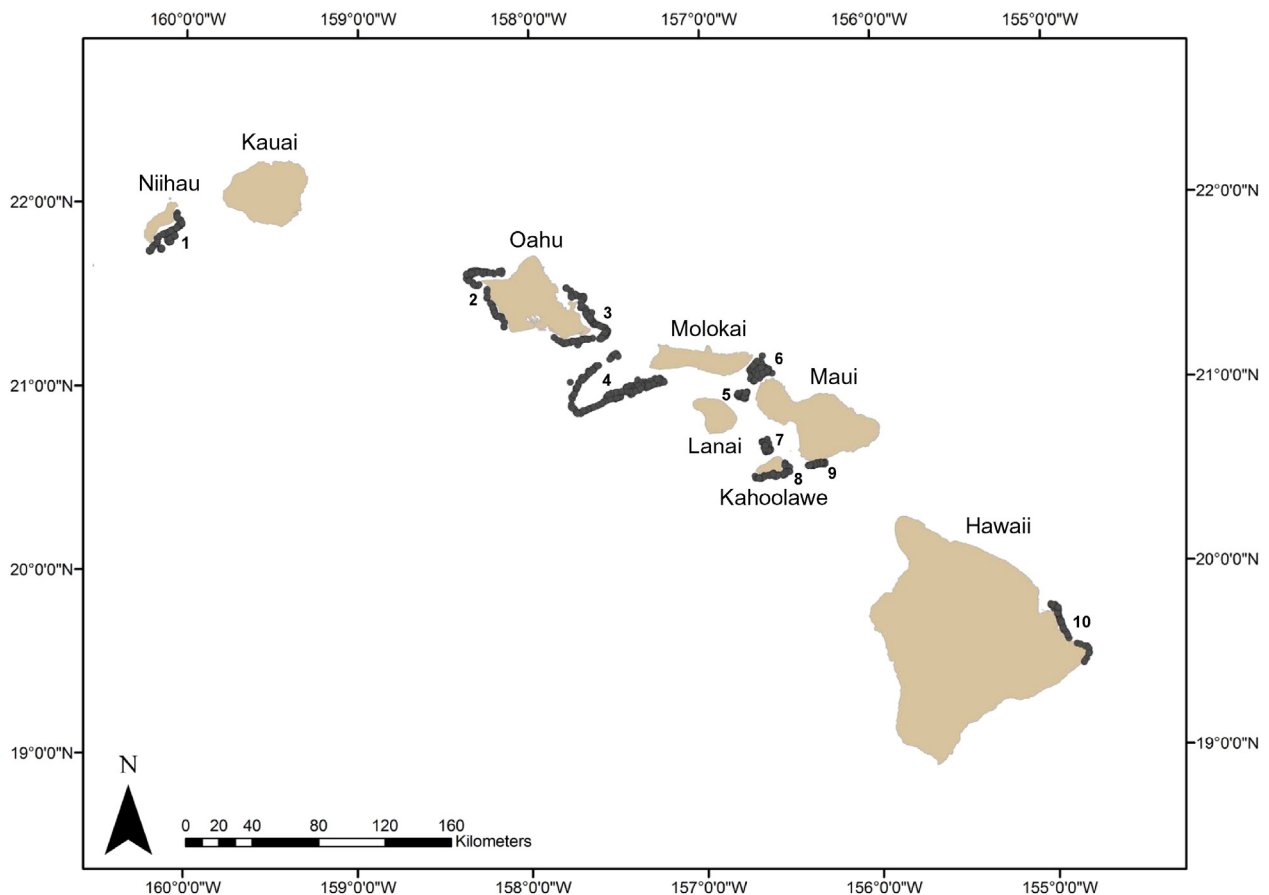 160°0'0"W 159°0'0"W 158°0'0"W 157°0'0"W 156°0'0"W 155°0'0"W
Kauai
Niihau
22°0'0"N 22°0'0"N
1
Oahu
2
3
Molokai
4
6
21°0'0"N 21°0'0"N
Maui
5
Lanai
7
9
8
Kahoolawe
Hawaii
20°0'0"N 20°0'0"N
10
19°0'0"N 19°0'0"N
N
0 20 40 80 120 160
Kilometers
160°0'0"W 159°0'0"W 158°0'0"W 157°0'0"W 156°0'0"W 155°0'0"W